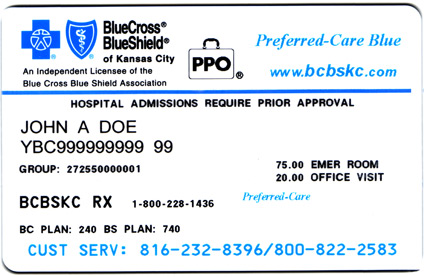 BlueCross®
BlueShield®
of Kansas City
An Independent Licensee of the
Blue Cross Blue Shield Association
PPO®
Preferred-Care Blue
www.bcbskc.com
HOSPITAL ADMISSIONS REQUIRE PRIOR APPROVAL
JOHN A DOE
YBC999999999 99
GROUP: 272550000001
75.00 EMER ROOM
20.00 OFFICE VISIT
BCBSKC RX 1-800-228-1436
Preferred-Care
BC PLAN: 240 BS PLAN: 740
CUST SERV: 816-232-8396/800-822-2583